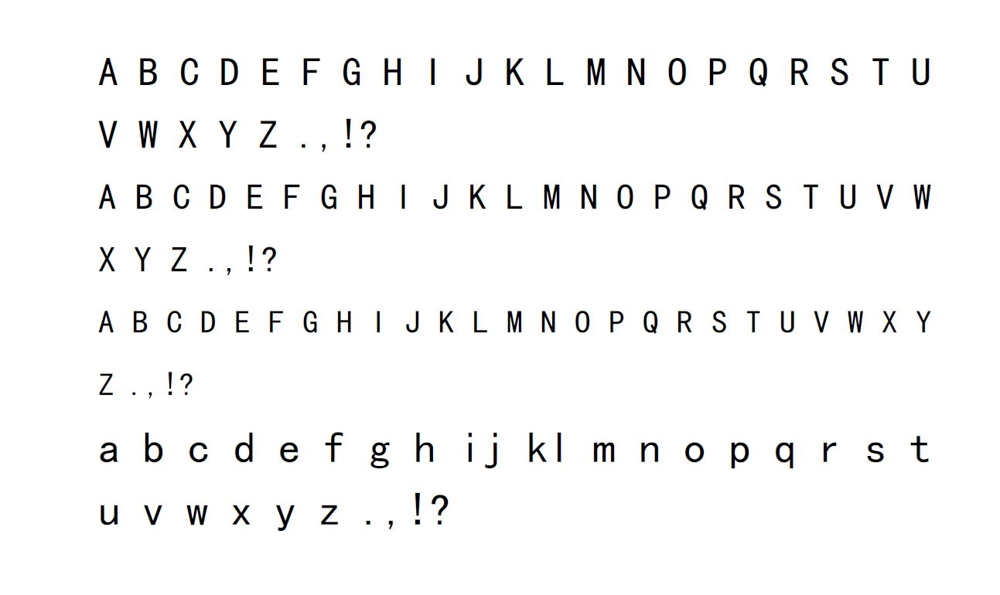 A B C D E F G H I J K L M N O P Q R S T U
V W X Y Z . , ! ?
A B C D E F G H I J K L M N O P Q R S T U V W
X Y Z . , ! ?
A B C D E F G H I J K L M N O P Q R S T U V W X Y
Z . , ! ?
a b c d e f g h i j k l m n o p q r s t
u v w x y z . , ! ?